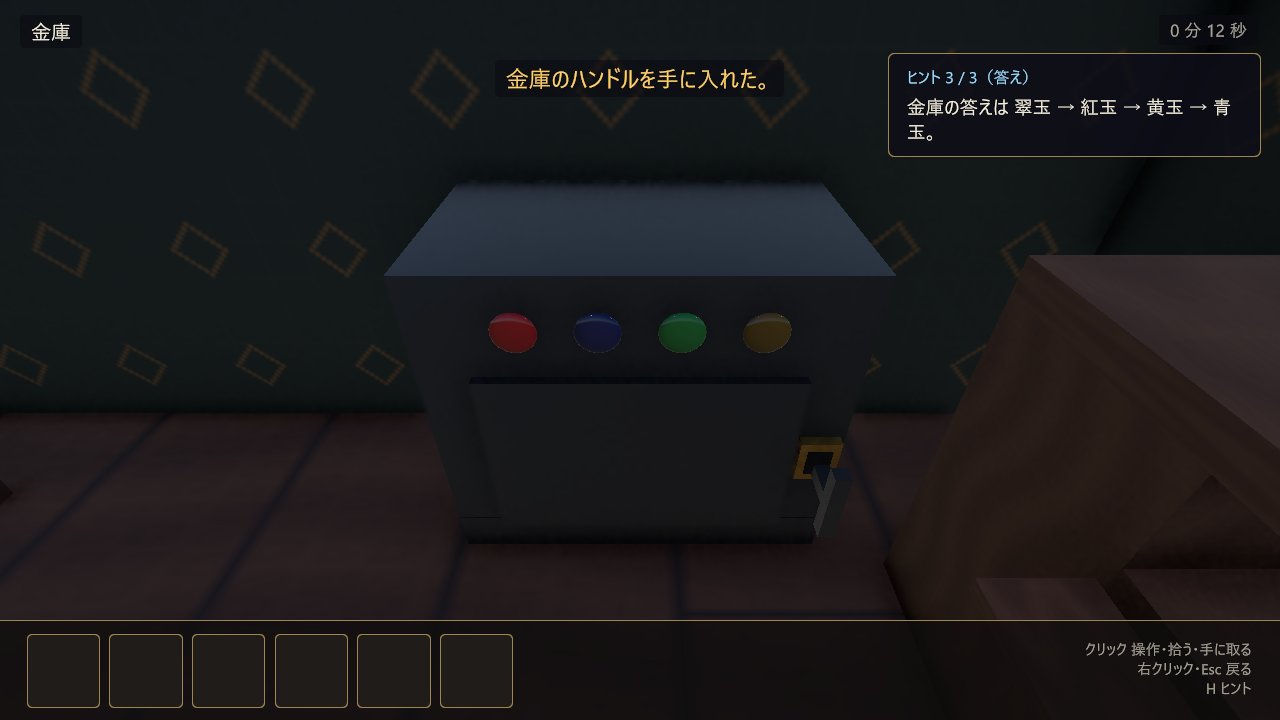 金庫
0 分 12 秒
金庫のハンドルを手に入れた。
ヒント 3 / 3（答え）
金庫の答えは 翠玉 → 紅玉 → 黄玉 → 青
玉。
クリック 操作・拾う・手に取る
右クリック・Esc 戻る
H ヒント